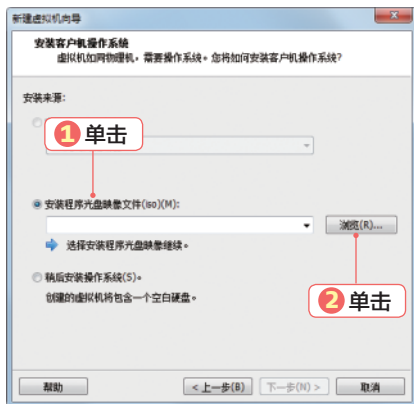 新建虚拟机向导
安装客户机操作系统
虚拟机如同物理机，需要操作系统。您将如何安装客户机操作系统?
安装来源:
1 单击
安装程序光盘映像文件(iso)(M):
浏览(R)...
选择安装程序光盘映像继续。
稍后安装操作系统(S)。
创建的虚拟机将包含一个空白硬盘。
2 单击
帮助
< 上一步(B)
下一步(N) >
取消